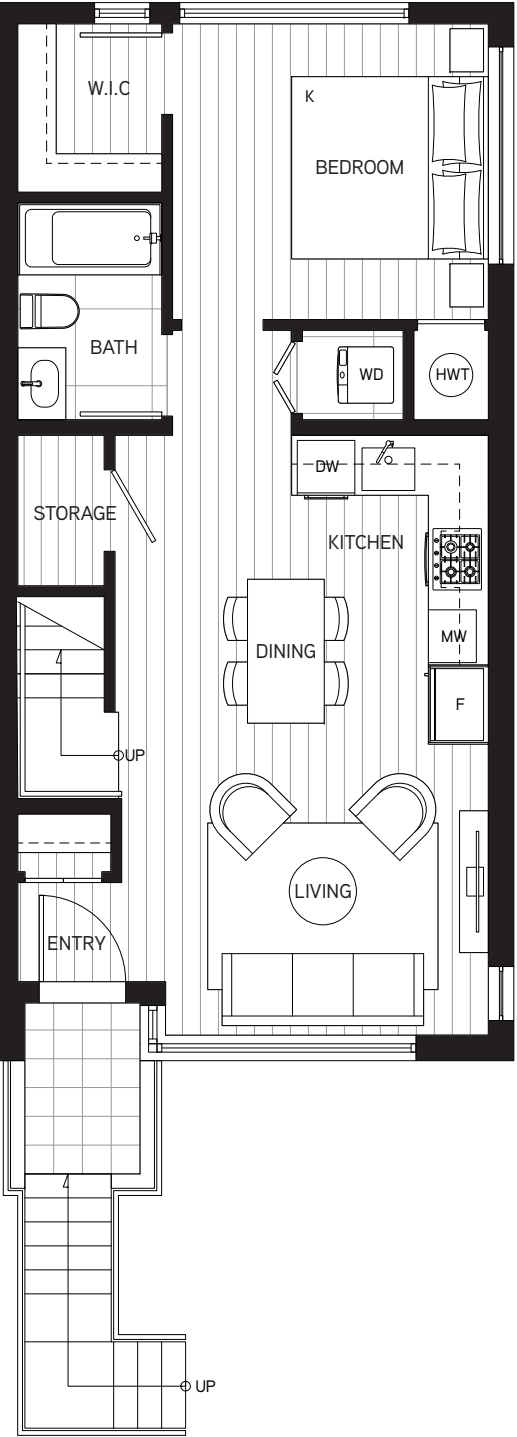 W.I.C
K
BEDROOM
BATH
WD
HWT
DW
STORAGE
KITCHEN
MW
DINING
F
UP
LIVING
ENTRY
UP